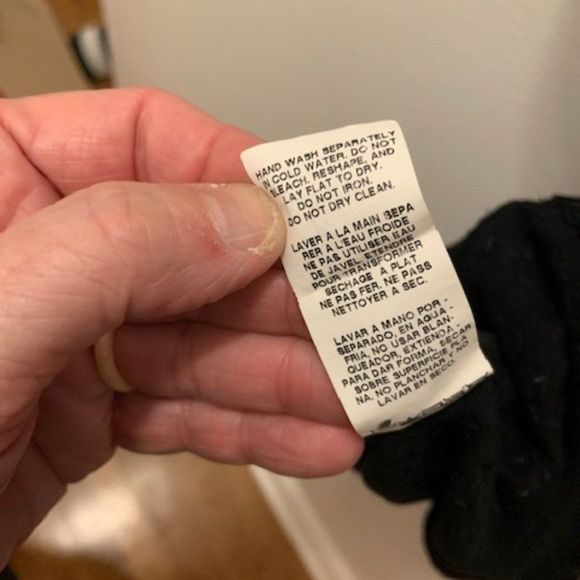 HAND WASH SEPARATELY
IN COLD WATER. DO NOT
BLEACH, RESHAPE, AND
LAY FLAT TO DRY.
DO NOT IRON.
DO NOT DRY CLEAN.
LAVER A LA MAIN SEPA
RER A L'EAU FROIDE
NE PAS UTILISER EAU
DE JAVEL, ETENDRE
POUR TRANSFORMER
SECHAGE A PLAT
NE PAS FER, NE PASS
NETTOYER A SEC.
LAVAR A MANO POR -
SEPARADO, EN AGUA
FRIA, NO USAR BLAN-
QUEADOR, EXTIENDA -
PARA DAR FORMA, SECAR
SOBRE SUPERFICIE PLA
NA, NO PLANCHAR Y NO
LAVAR EN SECO.